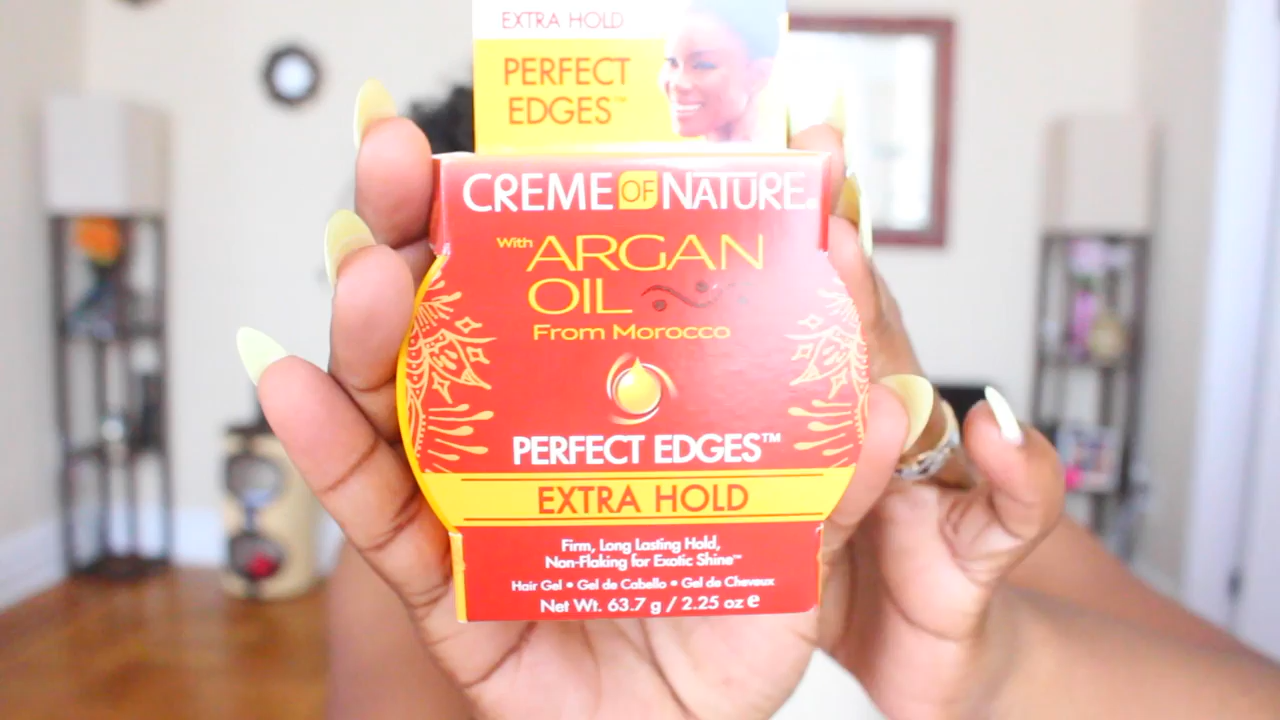 EXTRA HOLD
PERFECT
EDGES™
CREME OF NATURE®
With ARGAN
OIL
From Morocco
PERFECT EDGES™
EXTRA HOLD
Firm, Long Lasting Hold,
Non-Flaking for Exotic Shine™
Hair Gel • Gel de Cabello • Gel de Cheveux
Net Wt. 63.7 g / 2.25 oz e